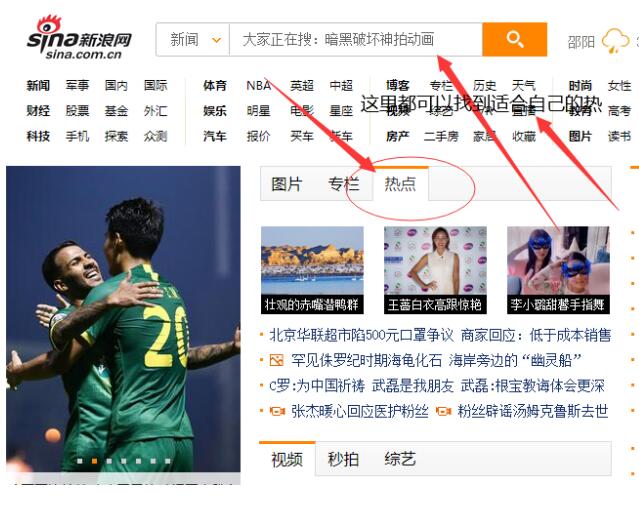 sina新浪网
sina.com.cn
新闻 大家正在搜：暗黑破坏神拍动画
邵阳
新闻 军事 国内 国际 体育 NBA 英超 中超 博客 专栏 历史 天气 时尚 女性
这里都可以找到适合自己的热
财经 股票 基金 外汇 娱乐 明星 电影 星座 视频 综艺 直播 教育 高考
科技 手机 探索 众测 汽车 报价 买车 新车 房产 二手房 家居 收藏 图片 读书
图片 专栏 热点
壮观的赤嘴潜鸭群 王蔷白衣高跟惊艳 李小鹏甜馨手指舞
北京华联超市陷500元口罩争议 商家回应：低于成本销售
罕见侏罗纪时期海龟化石 海岸旁边的“幽灵船”
C罗:为中国祈祷 武磊是我朋友 武磊:根宝教诲体会更深
张杰暖心回应医护粉丝 粉丝辟谣汤姆克鲁斯去世
20
视频 秒拍 综艺